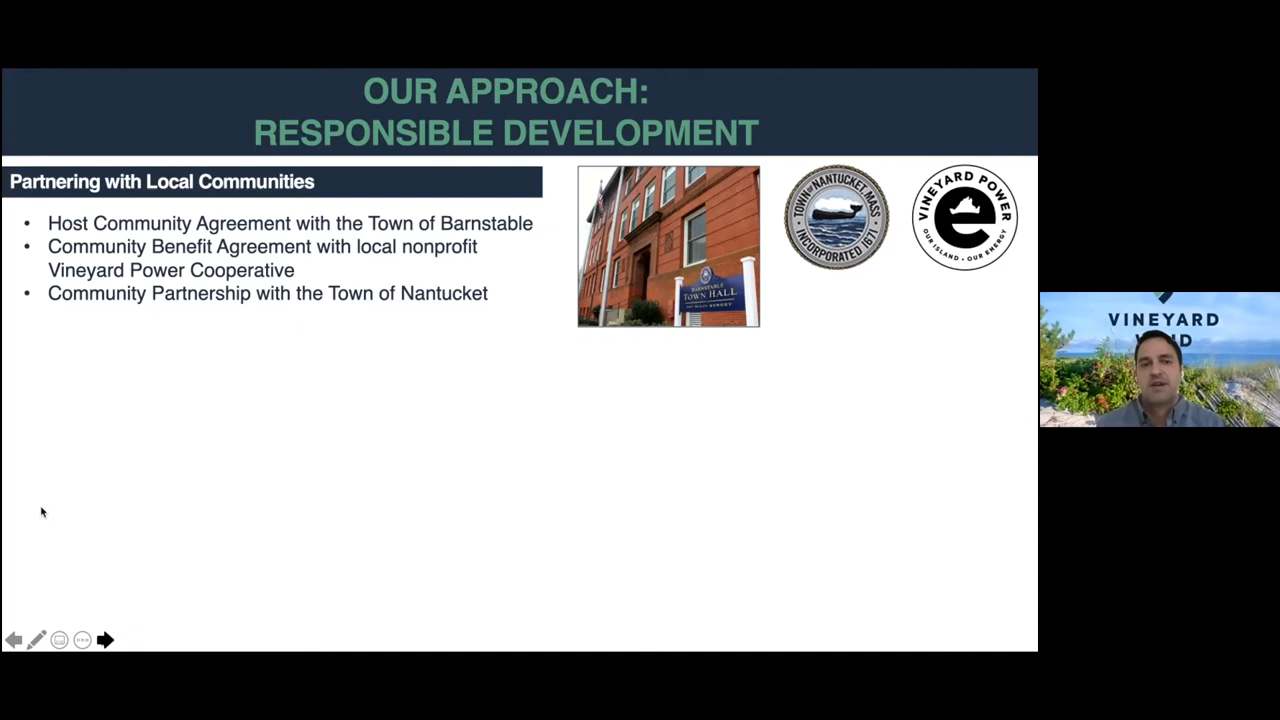 OUR APPROACH:
RESPONSIBLE DEVELOPMENT
Partnering with Local Communities
• Host Community Agreement with the Town of Barnstable
• Community Benefit Agreement with local nonprofit
Vineyard Power Cooperative
• Community Partnership with the Town of Nantucket
BARNSTABLE
TOWN HALL
TOWN OF NANTUCKET, MASS
INCORPORATED 1671
VINEYARD POWER
e
OUR ISLAND • OUR ENERGY
VINEYARD